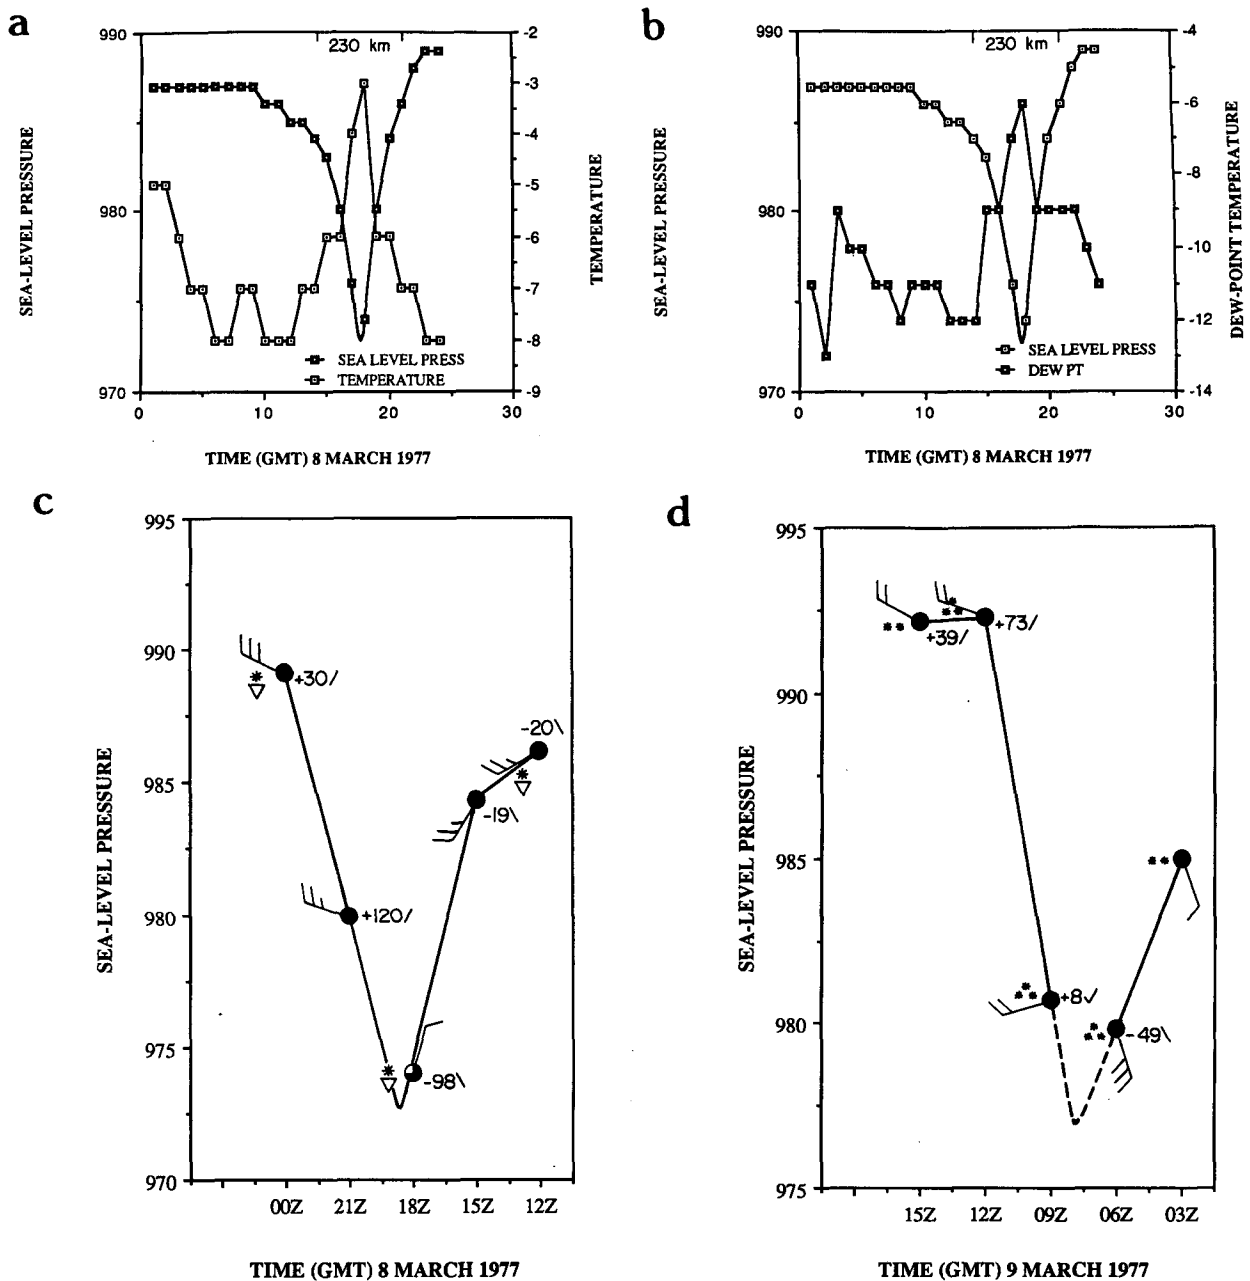 a
990
980
970
SEA-LEVEL PRESSURE
230 km
-2
-3
-4
-5
-6
-7
-8
-9
TEMPERATURE
SEA LEVEL PRESS
TEMPERATURE
0
10
20
30
TIME (GMT) 8 MARCH 1977
b
990
980
970
SEA-LEVEL PRESSURE
230 km
-4
-6
-8
-10
-12
-14
DEW-POINT TEMPERATURE
SEA LEVEL PRESS
DEW PT
0
10
20
30
TIME (GMT) 8 MARCH 1977
c
995
990
985
980
975
970
SEA-LEVEL PRESSURE
+30/
-20\
-19\
+120/
-98\
00Z
21Z
18Z
15Z
12Z
TIME (GMT) 8 MARCH 1977
d
995
990
985
980
975
SEA-LEVEL PRESSURE
+39/
+73/
+8✓
-49\
15Z
12Z
09Z
06Z
03Z
TIME (GMT) 9 MARCH 1977